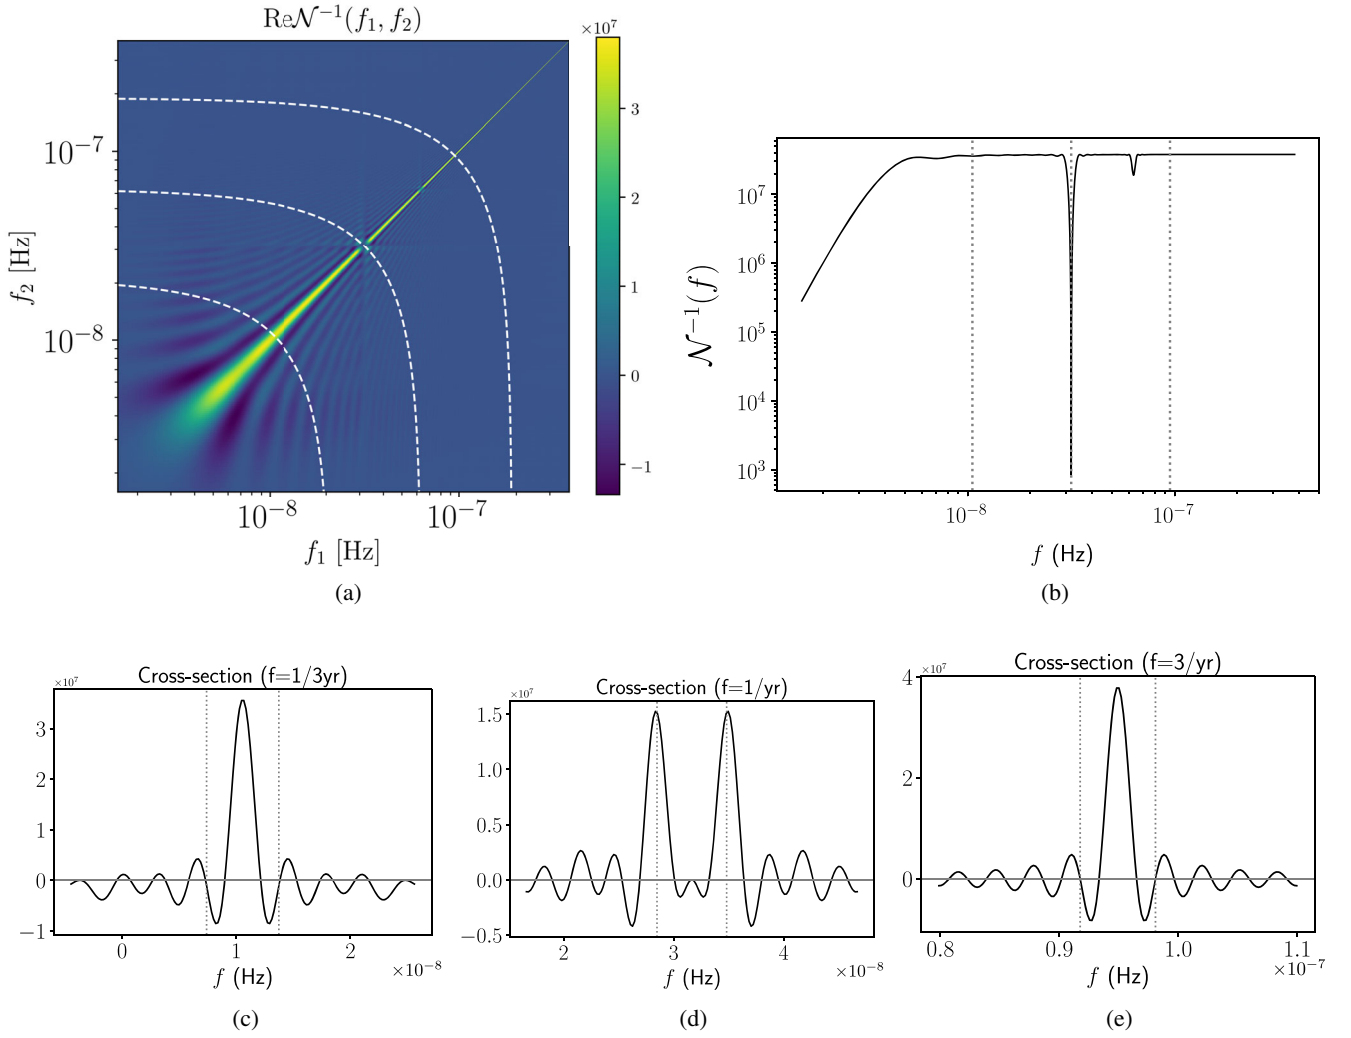 Re𝒩⁻¹(f₁, f₂)
×10⁷
3
2
1
0
−1
10⁻⁷
10⁻⁸
f₂ [Hz]
10⁻⁸ 10⁻⁷
f₁ [Hz]
(a)
10⁷
10⁶
10⁵
10⁴
10³
𝒩⁻¹(f)
10⁻⁸ 10⁻⁷
f (Hz)
(b)
Cross-section (f=1/3yr)
×10⁷
3
2
1
0
−1
0 1 2
×10⁻⁸
f (Hz)
(c)
Cross-section (f=1/yr)
×10⁷
1.5
1.0
0.5
0.0
−0.5
2 3 4
×10⁻⁸
f (Hz)
(d)
Cross-section (f=3/yr)
×10⁷
4
2
0
0.8 0.9 1.0 1.1
×10⁻⁷
f (Hz)
(e)